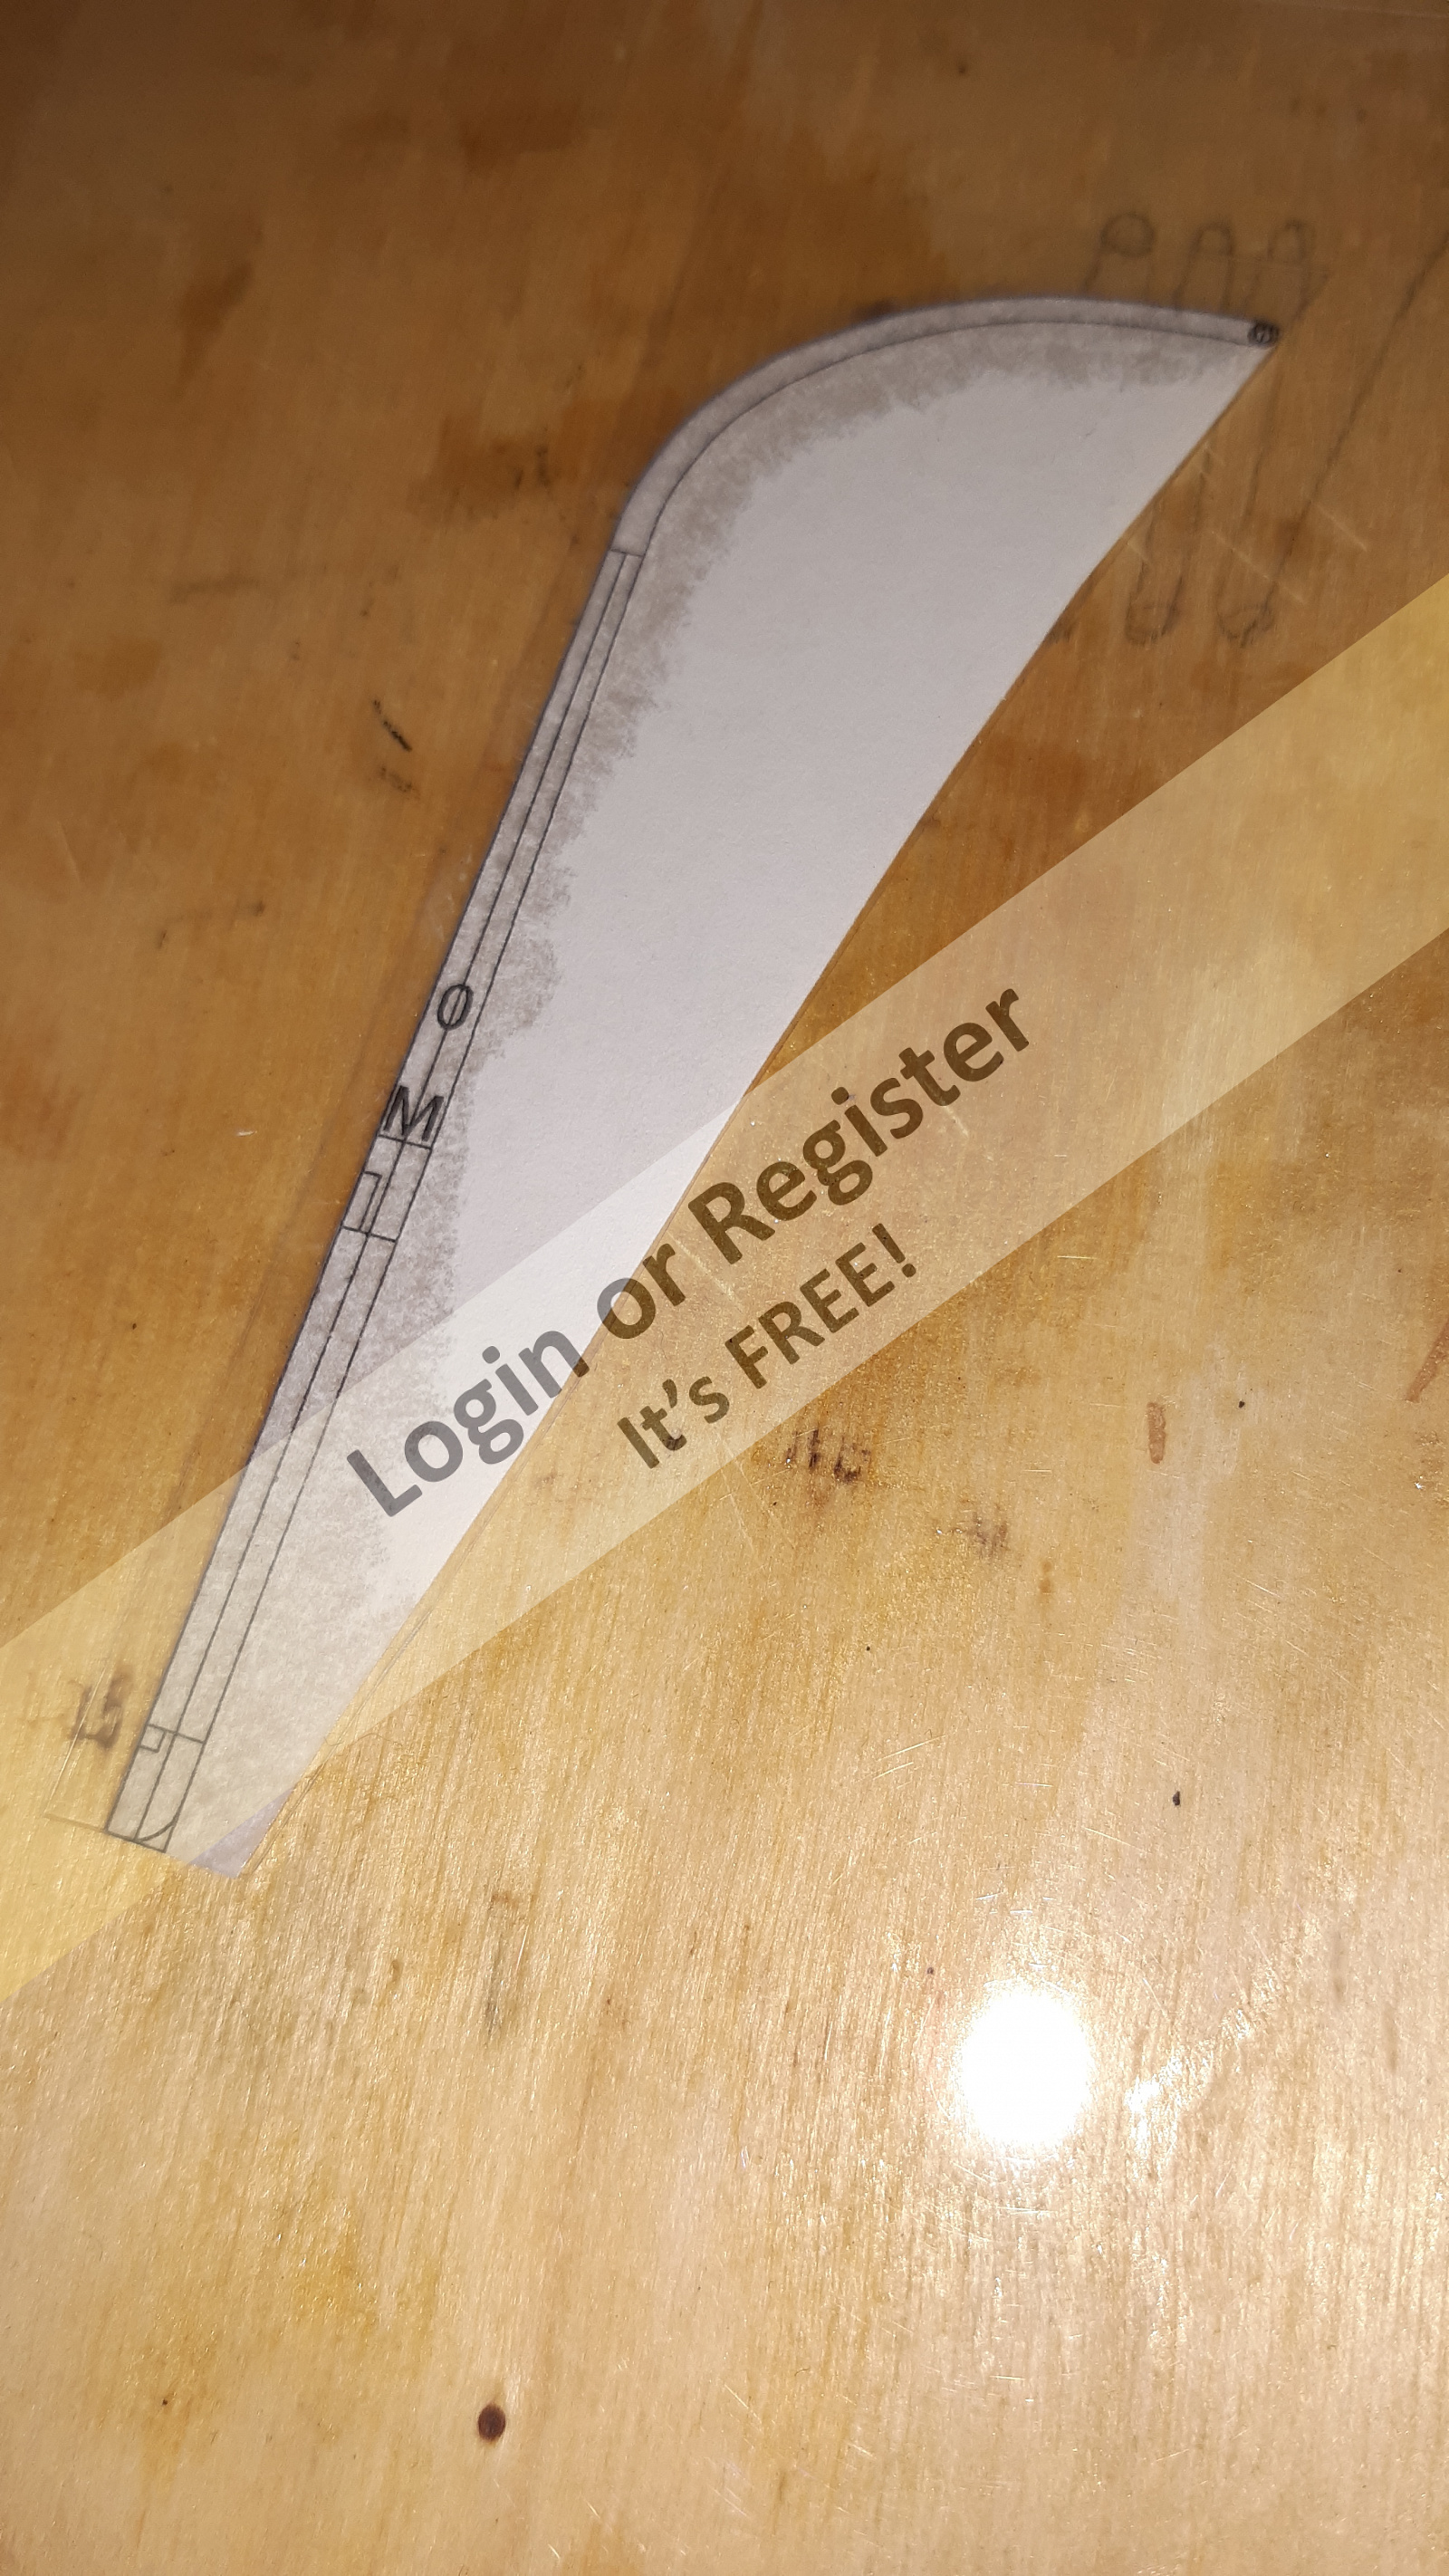 O
M
Login or Register
It's FREE!